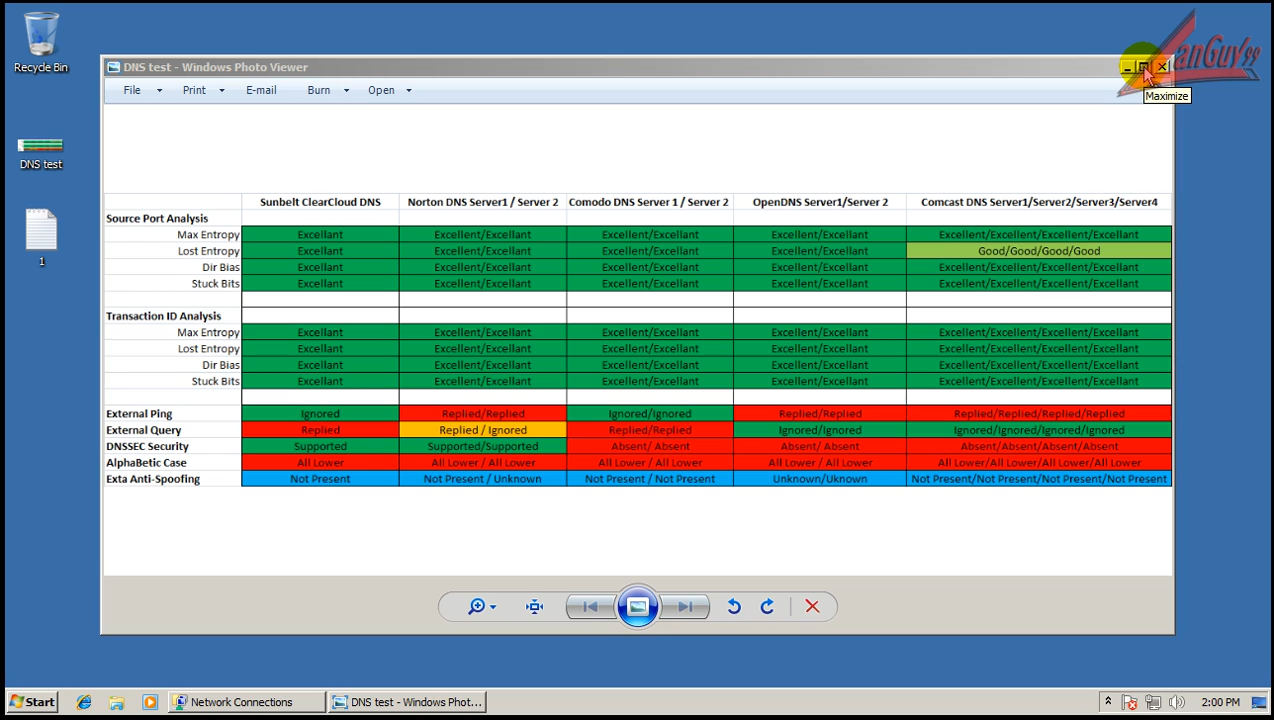 Recycle Bin
DNS test - Windows Photo Viewer
anGuy99
File Print E-mail Burn Open
Maximize
DNS test
1
Sunbelt ClearCloud DNS Norton DNS Server1 / Server 2 Comodo DNS Server 1 / Server 2 OpenDNS Server1/Server 2 Comcast DNS Server1/Server2/Server3/Server4
Source Port Analysis
Max Entropy Excellant Excellent/Excellant Excellent/Excellant Excellent/Excellant Excellent/Excellant/Excellent/Excellant
Lost Entropy Excellant Excellent/Excellant Excellent/Excellant Excellent/Excellant Good/Good/Good/Good
Dir Bias Excellant Excellent/Excellant Excellent/Excellant Excellent/Excellant Excellent/Excellant/Excellent/Excellant
Stuck Bits Excellant Excellent/Excellant Excellent/Excellant Excellent/Excellant Excellent/Excellant/Excellent/Excellant
Transaction ID Analysis
Max Entropy Excellant Excellent/Excellant Excellent/Excellant Excellent/Excellant Excellent/Excellant/Excellent/Excellant
Lost Entropy Excellant Excellent/Excellant Excellent/Excellant Excellent/Excellant Excellent/Excellant/Excellent/Excellant
Dir Bias Excellant Excellent/Excellant Excellent/Excellant Excellent/Excellant Excellent/Excellant/Excellent/Excellant
Stuck Bits Excellant Excellent/Excellant Excellent/Excellant Excellent/Excellant Excellent/Excellant/Excellent/Excellant
External Ping Ignored Replied/Replied Ignored/Ignored Replied/Replied Replied/Replied/Replied/Replied
External Query Replied Replied / Ignored Replied/Replied Ignored/Ignored Ignored/Ignored/Ignored/Ignored
DNSSEC Security Supported Supported/Supported Absent/ Absent Absent/ Absent Absent/Absent/Absent/Absent
AlphaBetic Case All Lower All Lower / All Lower All Lower / All Lower All Lower / All Lower All Lower/All Lower/All Lower/All Lower
Exta Anti-Spoofing Not Present Not Present / Unknown Not Present / Not Present Unknown/Uknown Not Present/Not Present/Not Present/Not Present
Start Network Connections DNS test - Windows Phot... 2:00 PM